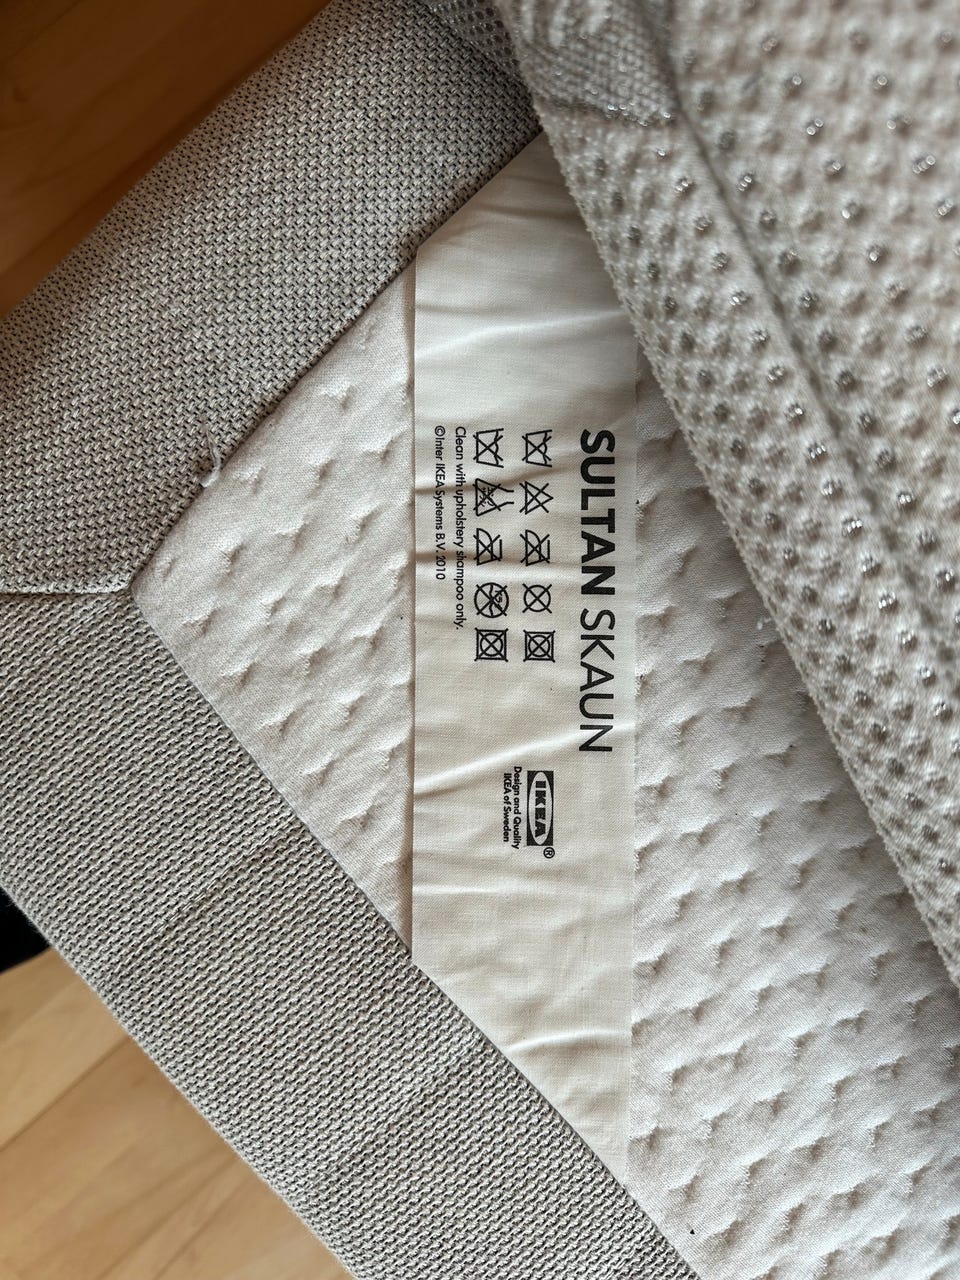 SULTAN SKAUN
Clean with upholstery shampoo only.
©Inter IKEA Systems B.V. 2010
IKEA®
Design and Quality
IKEA of Sweden